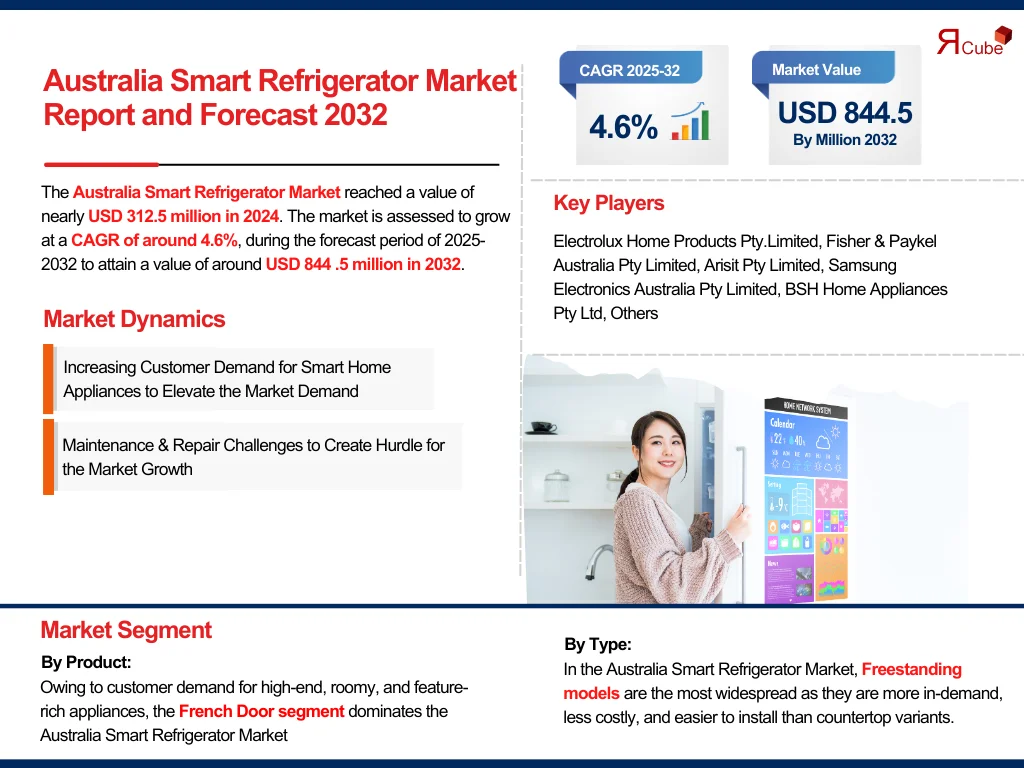 ЯCube
Australia Smart Refrigerator Market
Report and Forecast 2032
CAGR 2025-32
4.6%
Market Value
USD 844.5
By Million 2032
The Australia Smart Refrigerator Market reached a value of
nearly USD 312.5 million in 2024. The market is assessed to grow
at a CAGR of around 4.6%, during the forecast period of 2025-
2032 to attain a value of around USD 844 .5 million in 2032.
Key Players
Electrolux Home Products Pty.Limited, Fisher & Paykel
Australia Pty Limited, Arisit Pty Limited, Samsung
Electronics Australia Pty Limited, BSH Home Appliances
Pty Ltd, Others
Market Dynamics
Increasing Customer Demand for Smart Home
Appliances to Elevate the Market Demand
Maintenance & Repair Challenges to Create Hurdle for
the Market Growth
HOME NETWORK SYSTEM
Calendar
22
40
-9
News
Market Segment
By Product:
Owing to customer demand for high-end, roomy, and feature-
rich appliances, the French Door segment dominates the
Australia Smart Refrigerator Market
By Type:
In the Australia Smart Refrigerator Market, Freestanding
models are the most widespread as they are more in-demand,
less costly, and easier to install than countertop variants.